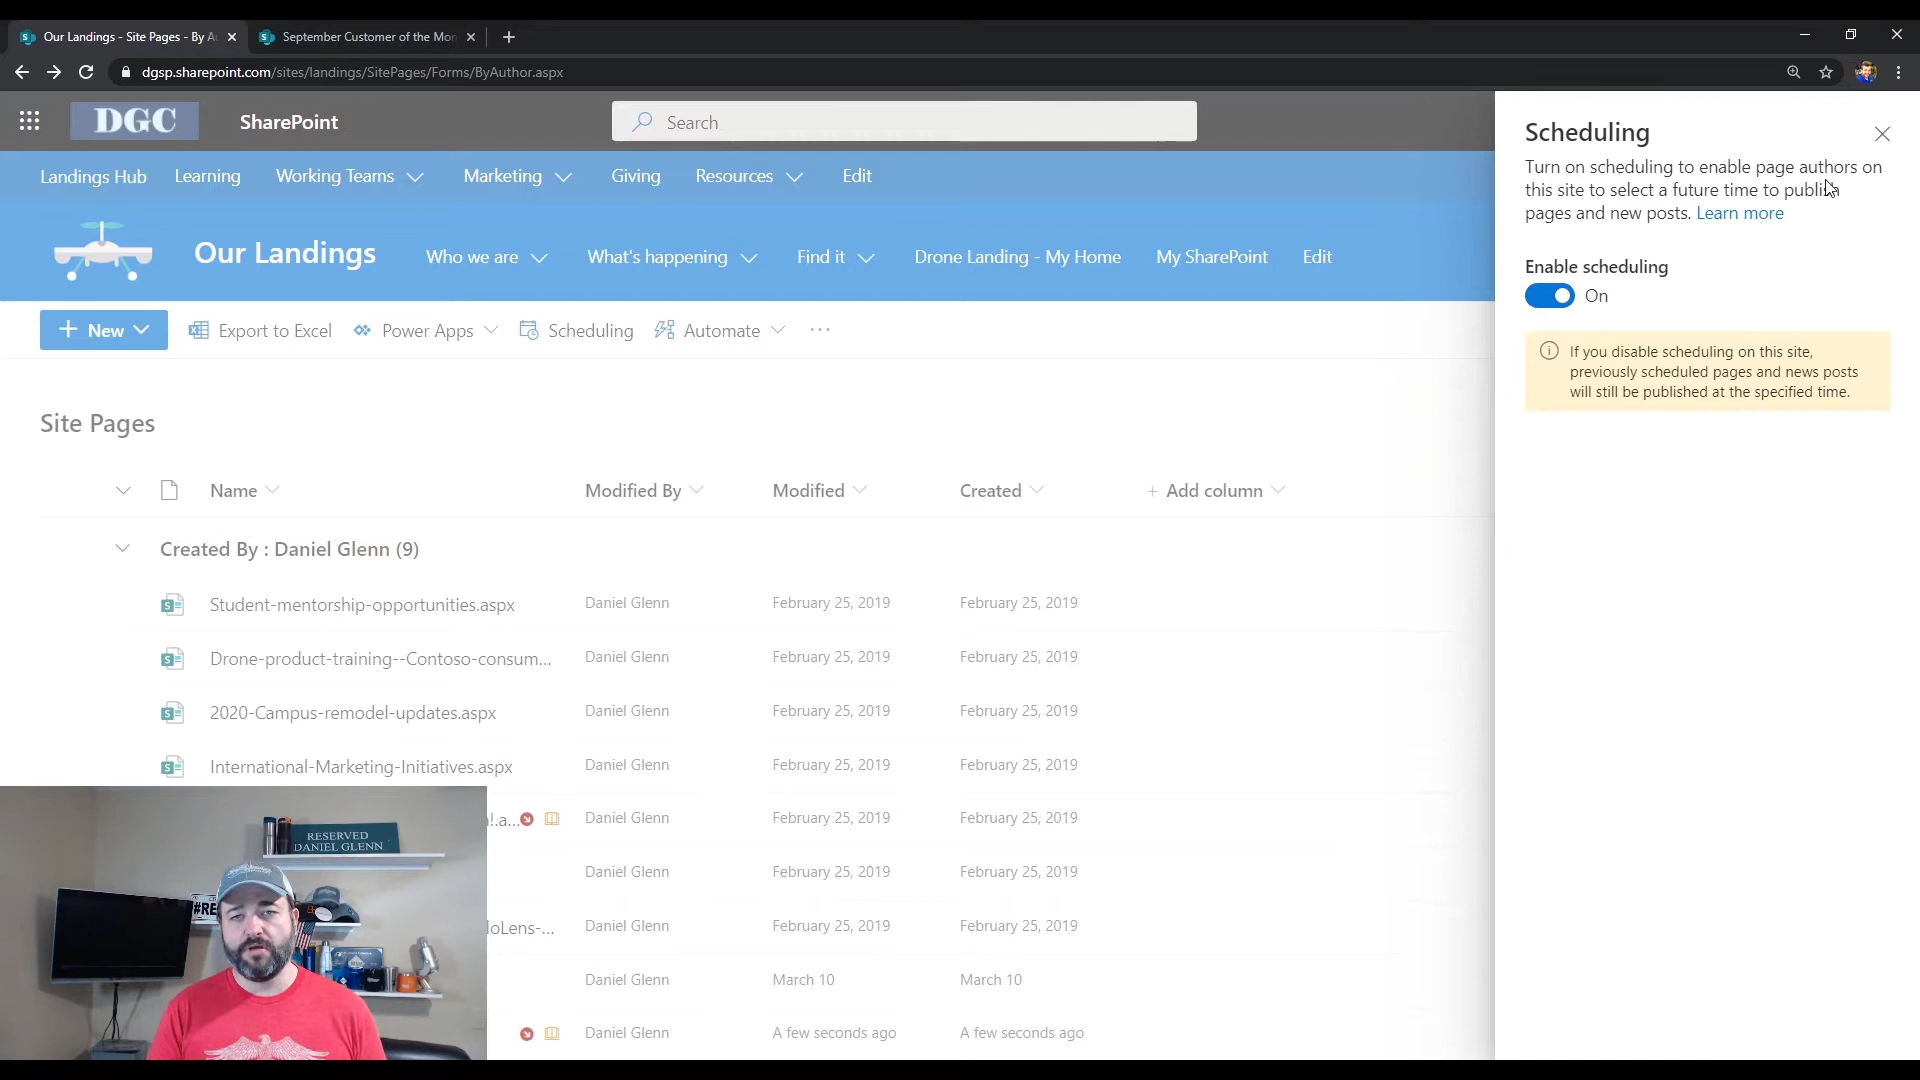 Our Landings - Site Pages - By A
September Customer of the Mon
dgsp.sharepoint.com/sites/landings/SitePages/Forms/ByAuthor.aspx
DGC
SharePoint
Search
Landings Hub
Learning
Working Teams
Marketing
Giving
Resources
Edit
Our Landings
Who we are
What's happening
Find it
Drone Landing - My Home
My SharePoint
Edit
+ New
Export to Excel
Power Apps
Scheduling
Automate
...
Site Pages
Name
Modified By
Modified
Created
+ Add column
Created By : Daniel Glenn (9)
Student-mentorship-opportunities.aspx
Daniel Glenn
February 25, 2019
February 25, 2019
Drone-product-training--Contoso-consum...
Daniel Glenn
February 25, 2019
February 25, 2019
2020-Campus-remodel-updates.aspx
Daniel Glenn
February 25, 2019
February 25, 2019
International-Marketing-Initiatives.aspx
Daniel Glenn
February 25, 2019
February 25, 2019
!.a...
Daniel Glenn
February 25, 2019
February 25, 2019
Daniel Glenn
February 25, 2019
February 25, 2019
loLens-...
Daniel Glenn
February 25, 2019
February 25, 2019
Daniel Glenn
March 10
March 10
Daniel Glenn
A few seconds ago
A few seconds ago
Scheduling
Turn on scheduling to enable page authors on
this site to select a future time to publish
pages and new posts. Learn more
Enable scheduling
On
If you disable scheduling on this site,
previously scheduled pages and news posts
will still be published at the specified time.
RESERVED
DANIEL GLENN
#RE